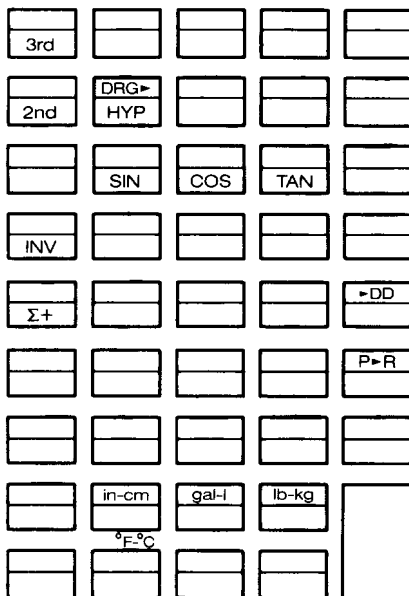 3rd
DRG►
2nd HYP
SIN COS TAN
INV
►DD
Σ+
P►R
in-cm gal-l lb-kg
°F-°C